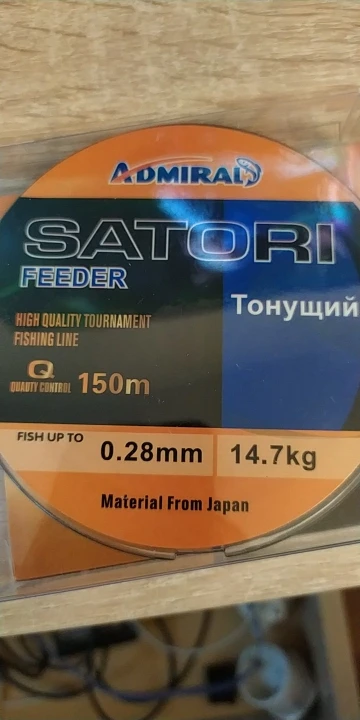 ADMIRAL
SATORI
FEEDER
Тонущий
HIGH QUALITY TOURNAMENT
FISHING LINE
Q
QUALITY CONTROL
150m
FISH UP TO
0.28mm
14.7kg
Material From Japan